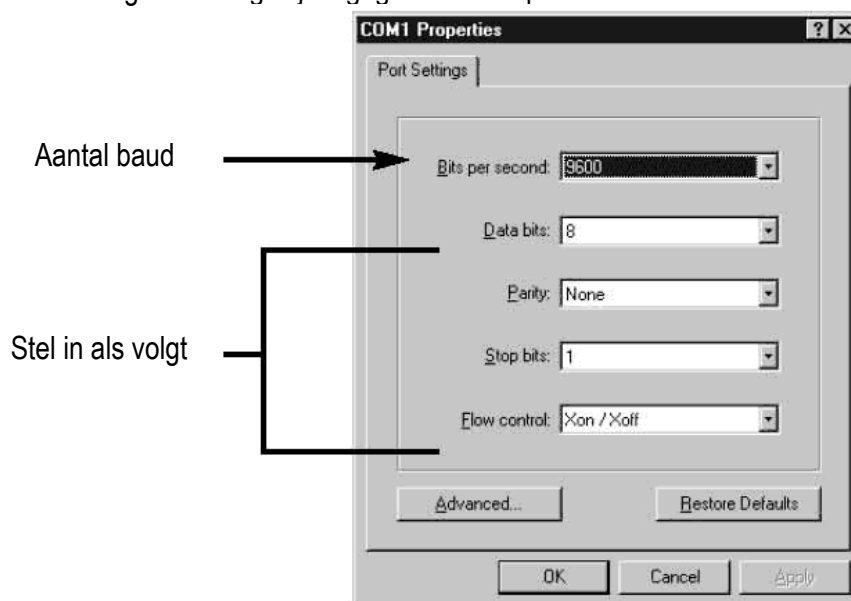 COM1 Properties
Port Settings
Aantal baud
Bits per second: 9600
Data bits: 8
Parity: None
Stel in als volgt
Stop bits: 1
Flow control: Xon / Xoff
Advanced...
Restore Defaults
OK
Cancel
Apply